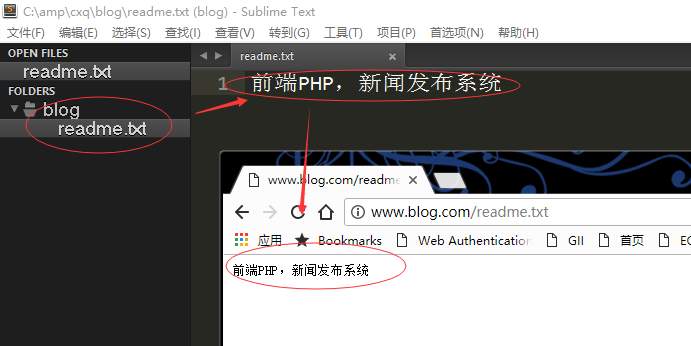 C:\amp\cxq\blog\readme.txt (blog) - Sublime Text
文件(F) 编辑(E) 选择(S) 查找(I) 查看(V) 转到(G) 工具(T) 项目(P) 首选项(N) 帮助(H)
OPEN FILES
readme.txt
FOLDERS
blog
readme.txt
readme.txt
1 前端PHP，新闻发布系统
www.blog.com/readme
www.blog.com/readme.txt
应用 Bookmarks Web Authentication GII 首页 EC
前端PHP，新闻发布系统